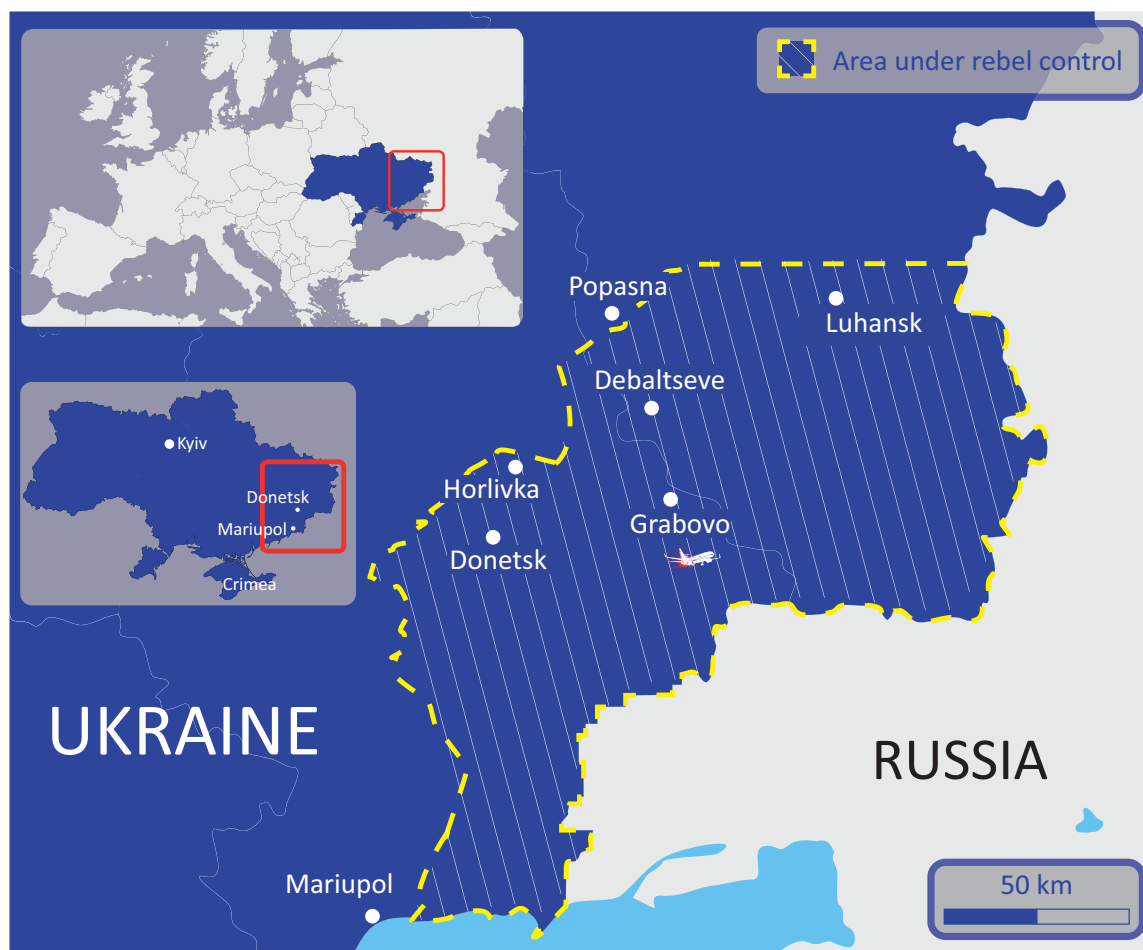 Area under rebel control
Popasna
Luhansk
Debaltseve
Kyiv
Donetsk
Mariupol
Crimea
Horlivka
Grabovo
Donetsk
UKRAINE
RUSSIA
Mariupol
50 km